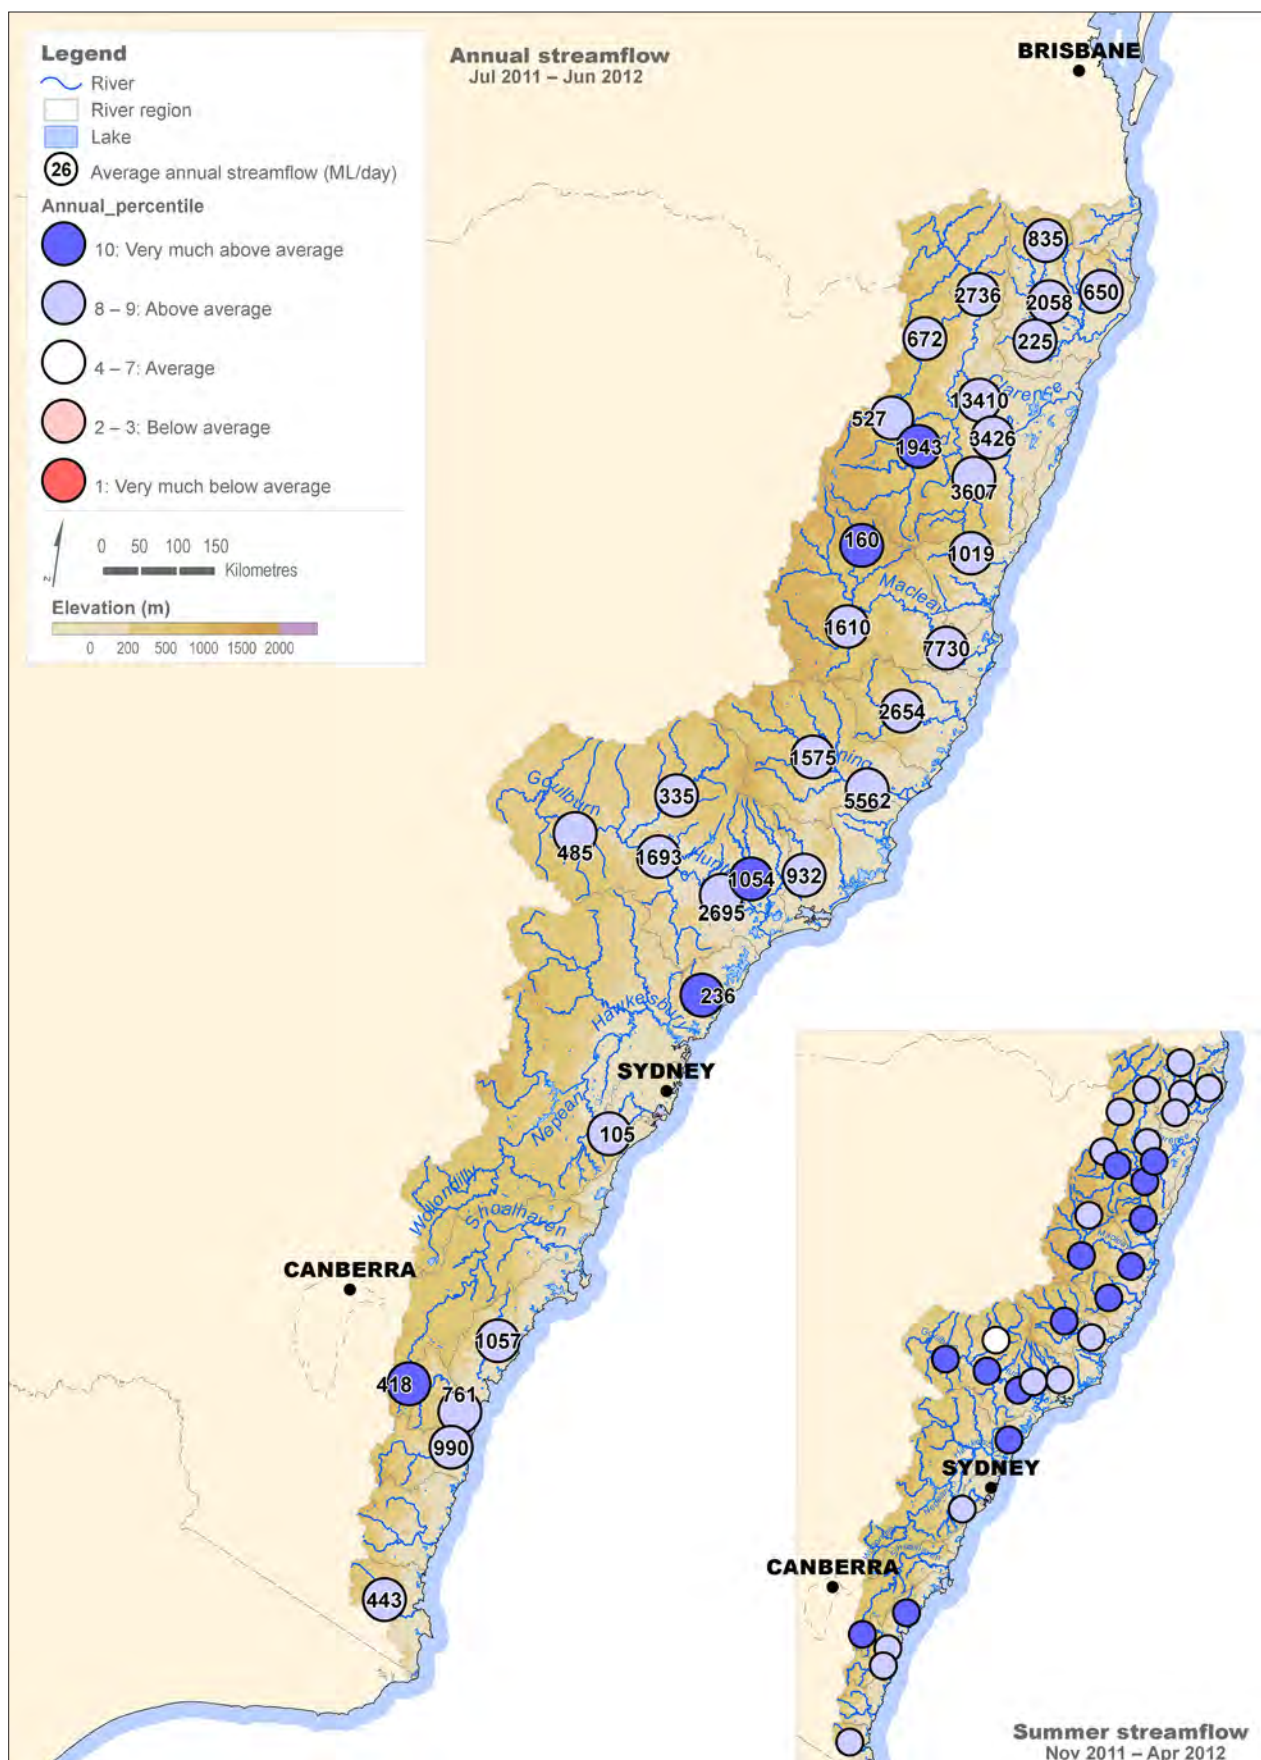 Legend
River
River region
Lake
26 Average annual streamflow (ML/day)
Annual_percentile
10: Very much above average
8 – 9: Above average
4 – 7: Average
2 – 3: Below average
1: Very much below average
0 50 100 150
Kilometres
Elevation (m)
0 200 500 1000 1500 2000
Annual streamflow
Jul 2011 – Jun 2012
BRISBANE
835
2736
2058
650
672
225
Clarence
13410
527
3426
1943
3607
160
1019
Macleay
1610
7730
2654
1575
5562
Goulburn
335
485
1693
1054
932
2695
236
Hawkesbury
SYDNEY
Nepean
105
Wollondilly
Shoalhaven
CANBERRA
1057
418
761
990
443
SYDNEY
CANBERRA
Summer streamflow
Nov 2011 – Apr 2012